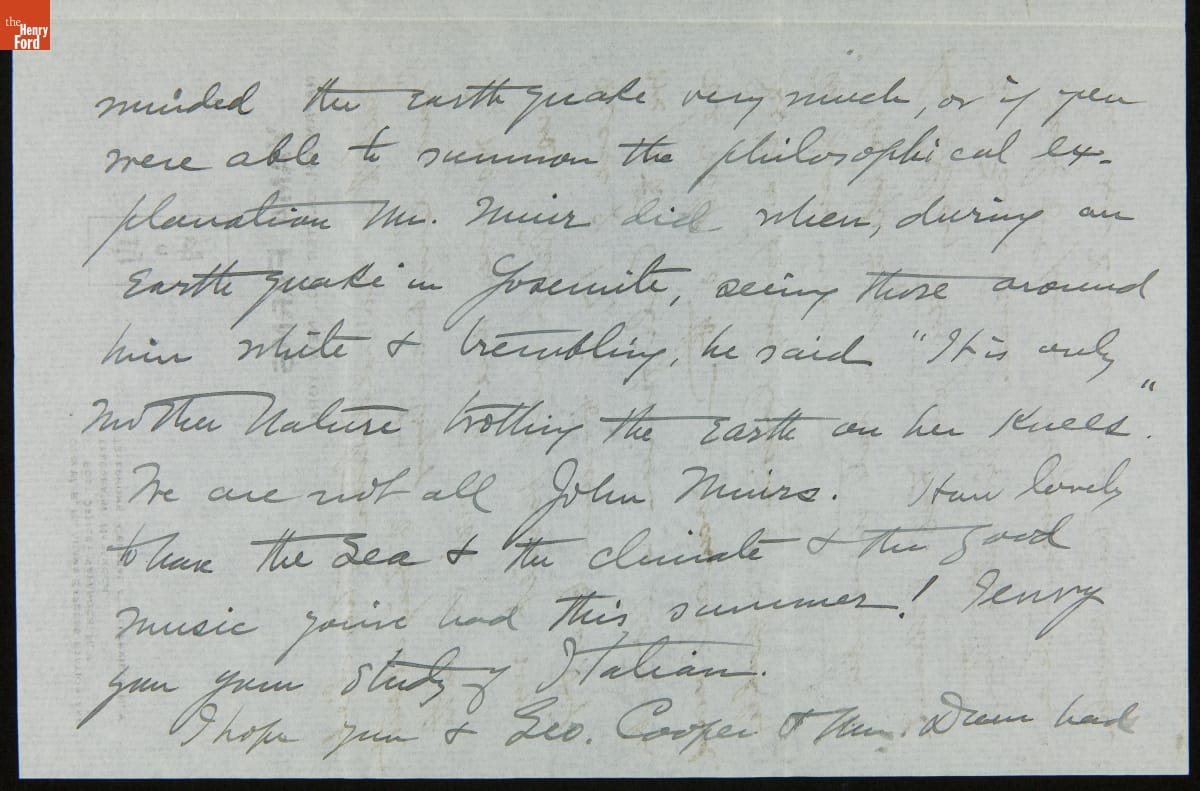 the
Henry
Ford
minded the earthquake very much, or if you
were able to summon the philosophical ex-
planation Mr. Muir did when, during an
Earthquake in Yosemite, seeing those around
him white & trembling, he said "It is only
Mother Nature trotting the Earth on her Knees".
We are not all John Muirs. How lovely
to have the Sea & the climate & the good
music you've had this summer! I envy
you your study of Italian.
I hope you & Geo. Cooper & had